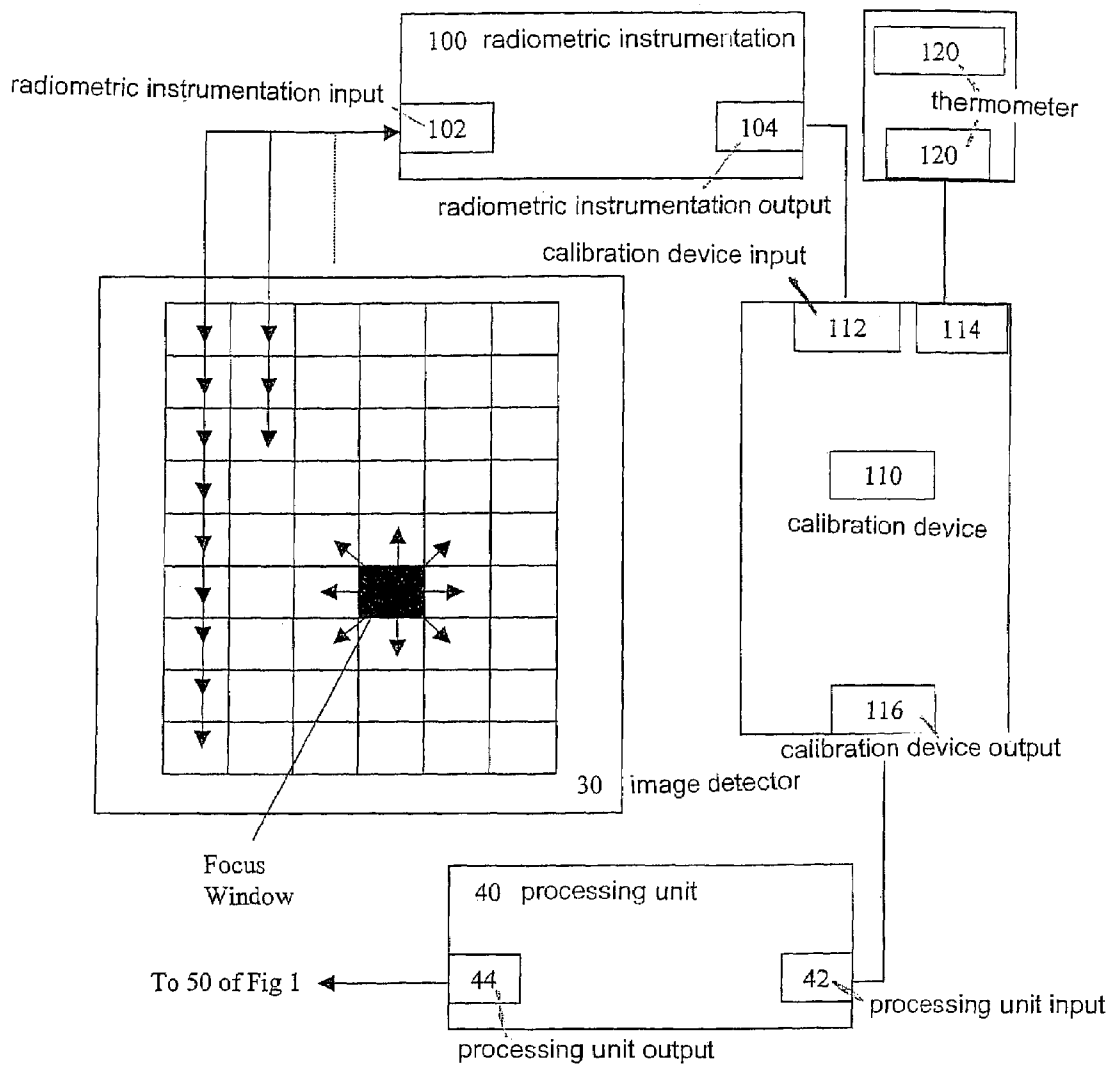 100 radiometric instrumentation
120
radiometric instrumentation input
thermometer
102
104
120
radiometric instrumentation output
calibration device input
112
114
110
calibration device
116
calibration device output
30 image detector
Focus
Window
40 processing unit
To 50 of Fig 1
44
42
processing unit input
processing unit output